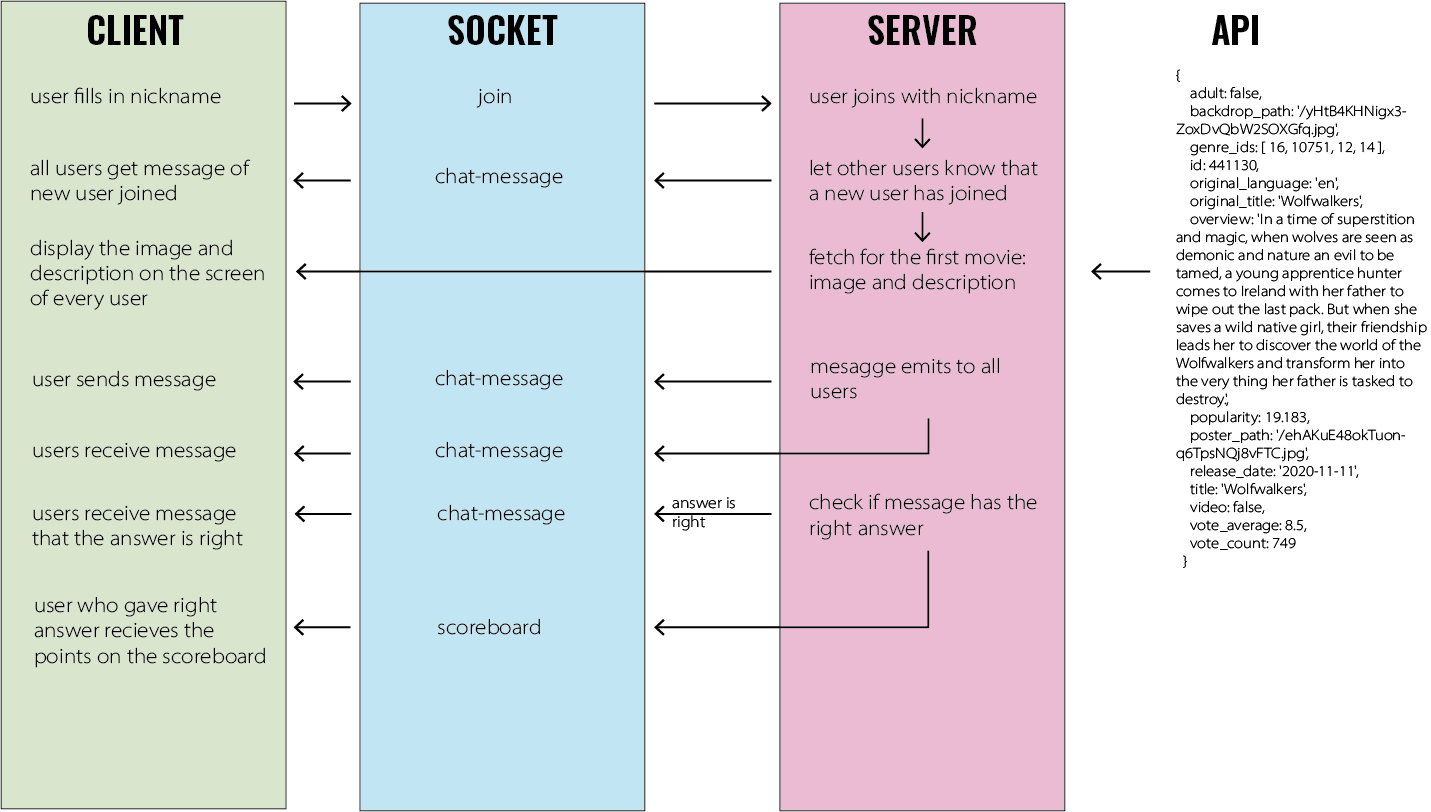 CLIENT
user fills in nickname
all users get message of
new user joined
display the image and
description on the screen
of every user
user sends message
users receive message
users receive message
that the answer is right
user who gave right
answer recieves the
points on the scoreboard
SOCKET
join
chat-message
chat-message
chat-message
chat-message
scoreboard
answer is
right
SERVER
user joins with nickname
let other users know that
a new user has joined
fetch for the first movie:
image and description
mesagge emits to all
users
check if message has the
right answer
API
{
adult: false,
backdrop_path: '/yHtB4KHNigx3-
ZoxDvQbW2SOXGfq.jpg',
genre_ids: [ 16, 10751, 12, 14 ],
id: 441130,
original_language: 'en',
original_title: 'Wolfwalkers',
overview: 'In a time of superstition
and magic, when wolves are seen as
demonic and nature an evil to be
tamed, a young apprentice hunter
comes to Ireland with her father to
wipe out the last pack. But when she
saves a wild native girl, their friendship
leads her to discover the world of the
Wolfwalkers and transform her into
the very thing her father is tasked to
destroy.',
popularity: 19.183,
poster_path: '/ehAKuE48okTuon-
q6TpsNQj8vFTC.jpg',
release_date: '2020-11-11',
title: 'Wolfwalkers',
video: false,
vote_average: 8.5,
vote_count: 749
}